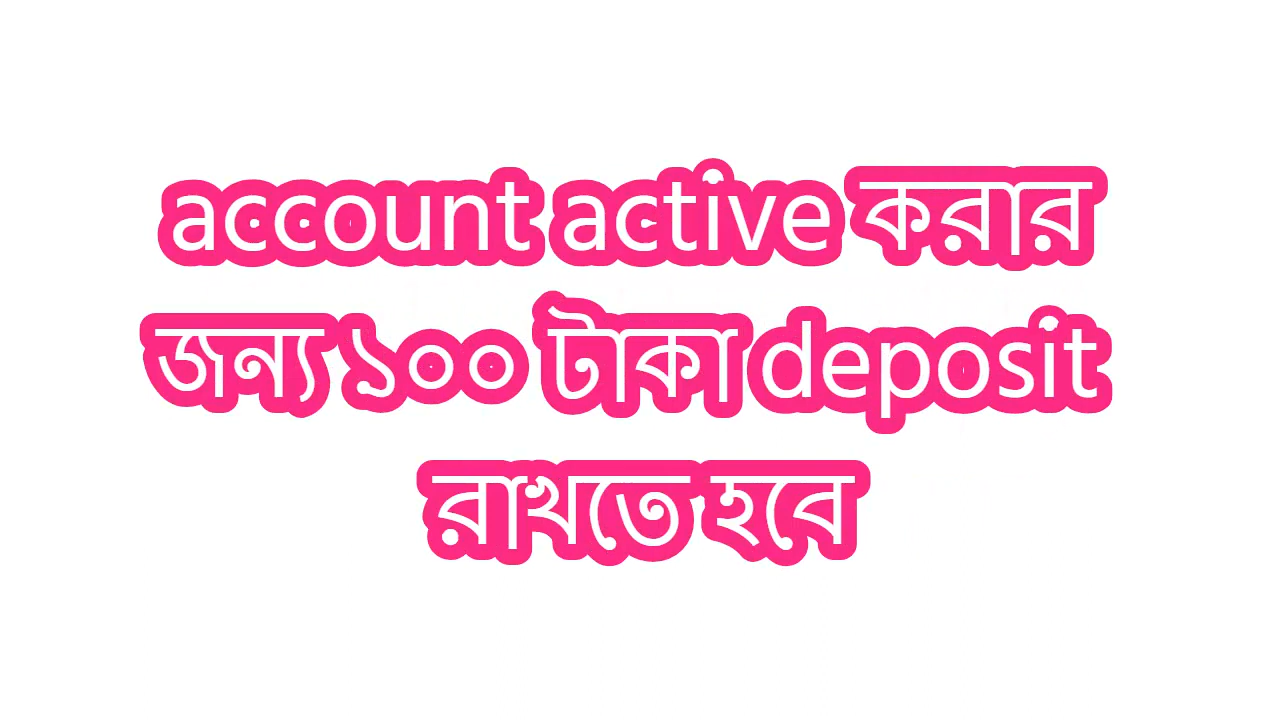 account active করার
জন্য ১০০ টাকা deposit
রাখতে হবে